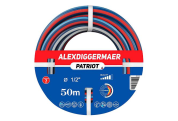 ALEXDIGGERMAER
PATRIOT
Ø 1/2"
50m